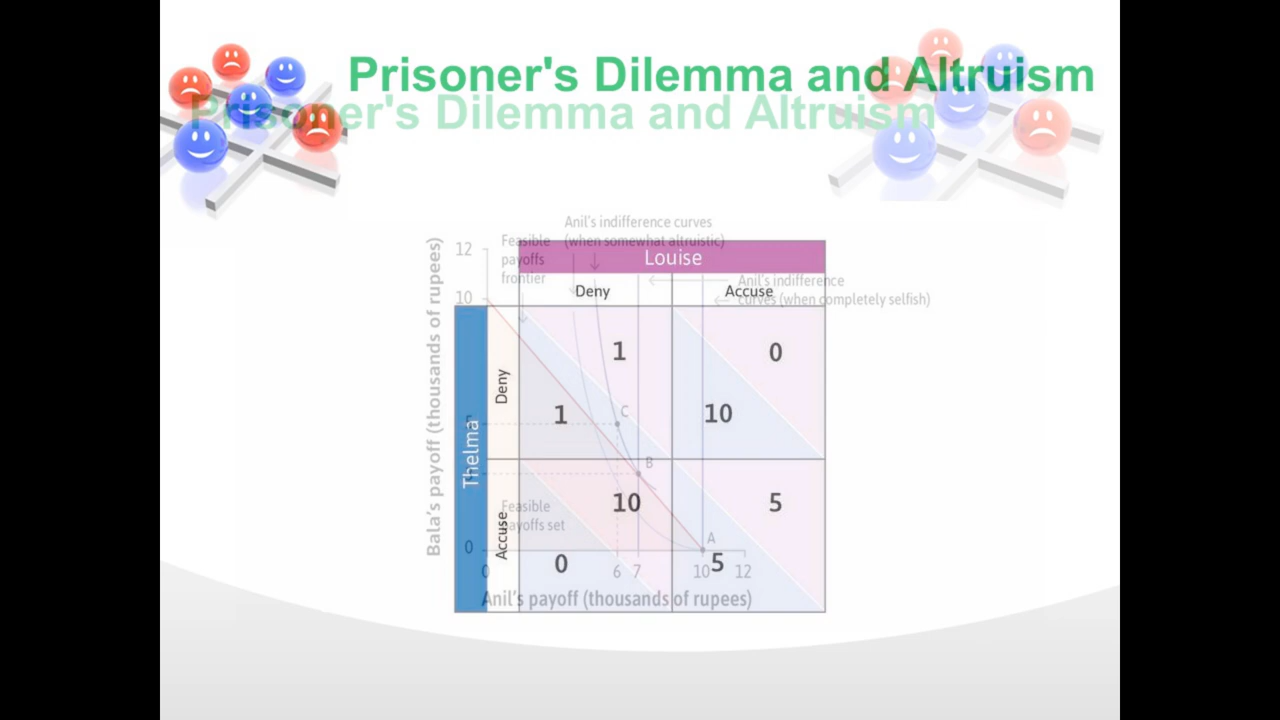 Prisoner's Dilemma and Altruism
Prisoner's Dilemma and Altruism
Anil's indifference curves
(when somewhat altruistic)
Feasible
payoffs
frontier
Anil's indifference
curves (when completely selfish)
Louise
Deny
Accuse
Thelma
Deny
Accuse
1
0
1
10
10
5
0
5
Bala's payoff (thousands of rupees)
12
10
0
C
B
A
Feasible
payoffs set
0
6
7
10
12
Anil's payoff (thousands of rupees)